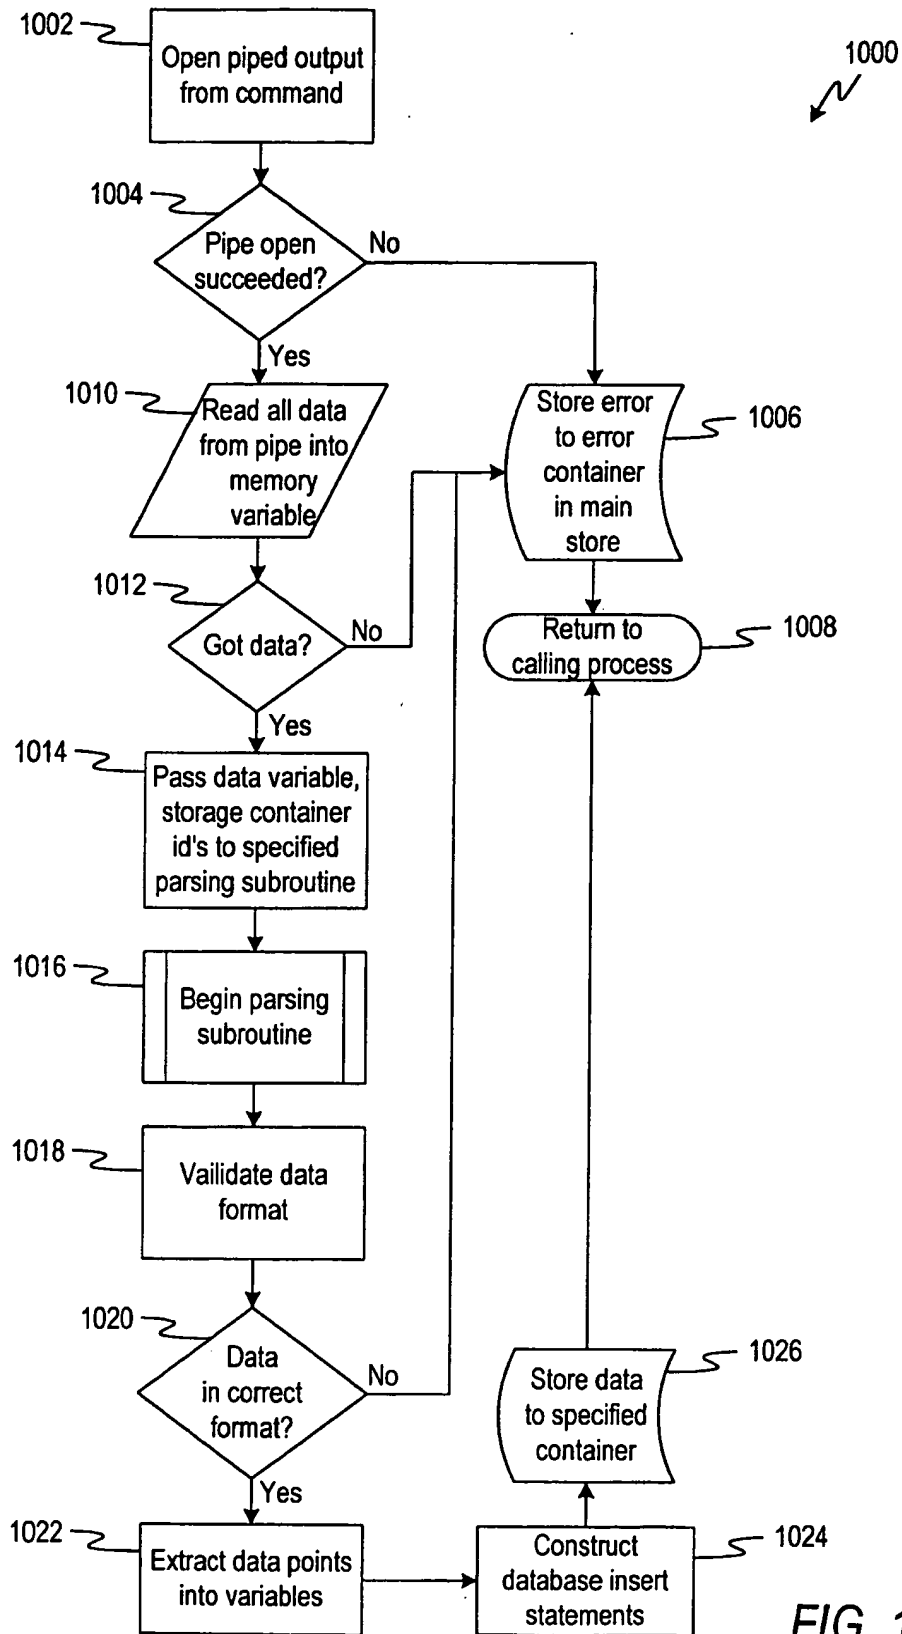 1002
Open piped output
from command
1000
1004
Pipe open
succeeded?
No
Yes
1010
Read all data
from pipe into
memory
variable
Store error
to error
container
in main
store
1006
1012
Got data?
No
Return to
calling process
1008
Yes
1014
Pass data variable,
storage container
id's to specified
parsing subroutine
1016
Begin parsing
subroutine
1018
Vailidate data
format
1020
Data
in correct
format?
No
Store data
to specified
container
1026
Yes
1022
Extract data points
into variables
Construct
database insert
statements
1024
FIG.